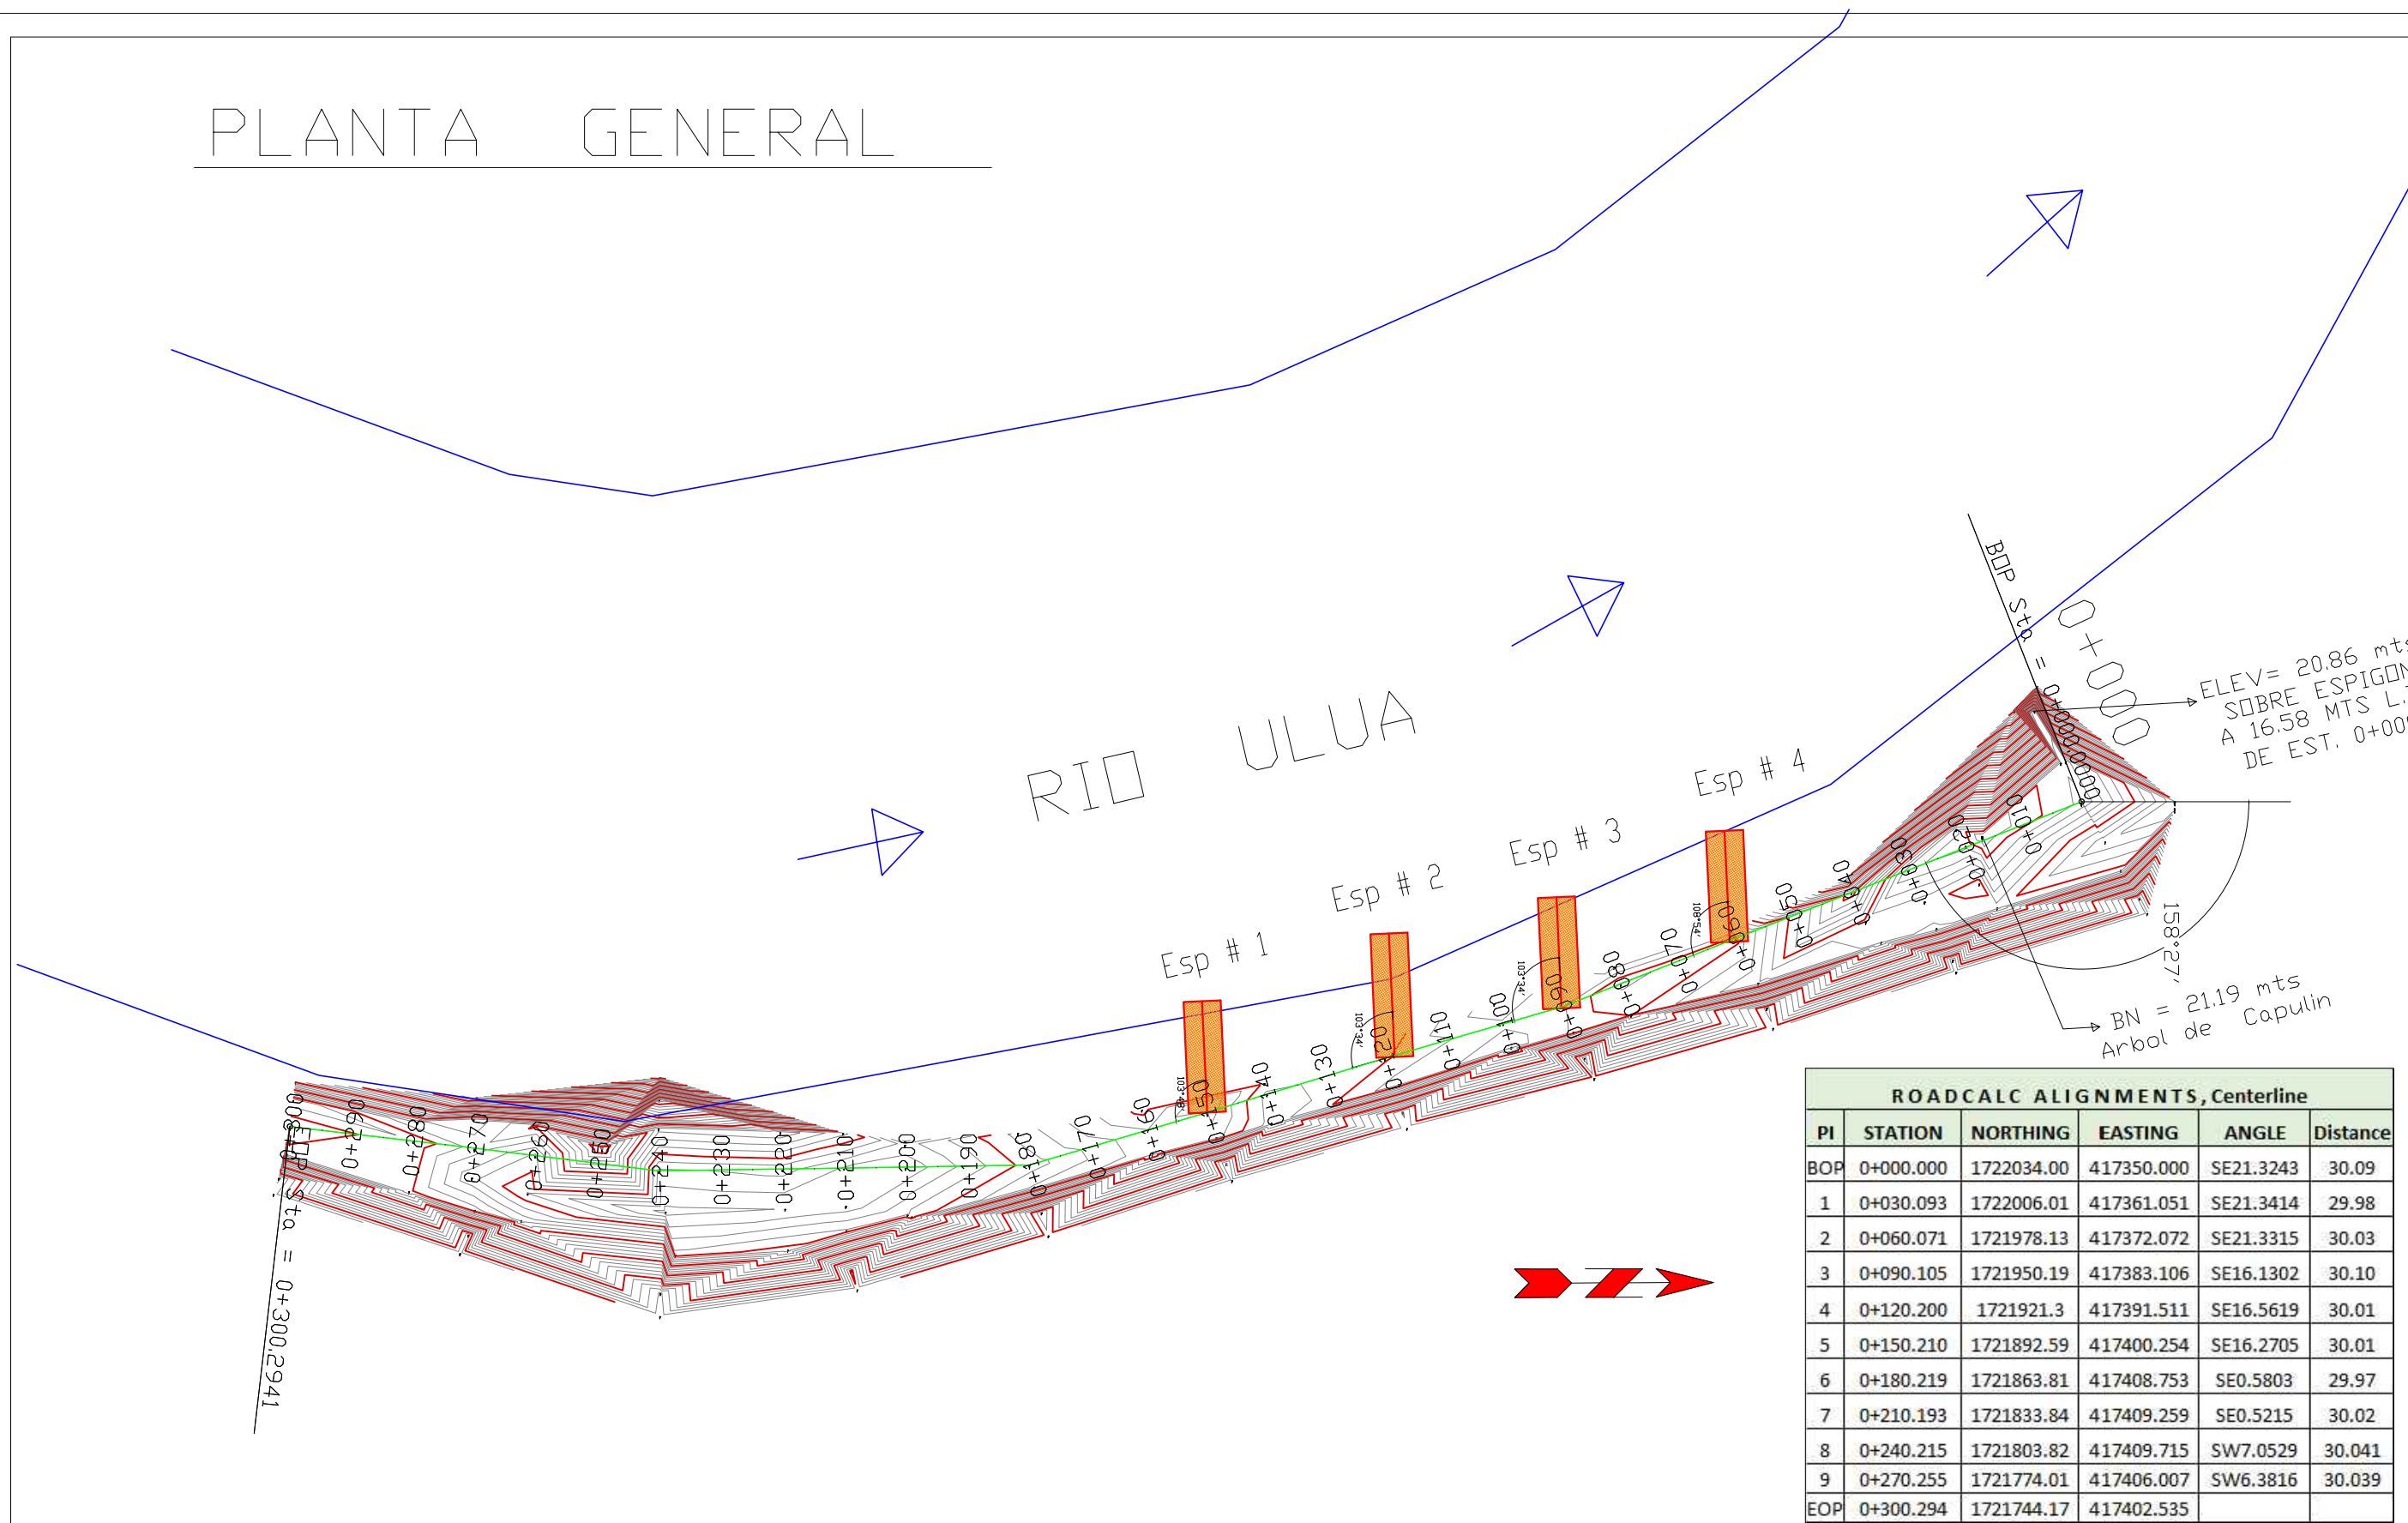 PLANTA GENERAL
RIO ULUA
Esp # 1
Esp # 2
Esp # 3
Esp # 4
BOP Sta = 0+000.0000
0+000
ELEV= 20.86 mts
SOBRE ESPIGON
A 16.58 MTS L.
DE EST. 0+00
158°27'
BN = 21.19 mts
Arbol de Capulin
108°54'
103°34'
103°34'
103°48'
0+010
0+020
0+030
0+040
0+050
0+060
0+070
0+080
0+090
0+100
0+110
0+120
0+130
0+140
0+150
0+160
0+170
0+180
0+190
0+200
0+210
0+220
0+230
0+240
0+250
0+260
0+270
0+280
0+290
0+300
EOP Sta = 0+300.2941
ROADCALC ALIGNMENTS, Centerline
PI STATION NORTHING EASTING ANGLE Distance
BOP 0+000.000 1722034.00 417350.000 SE21.3243 30.09
1 0+030.093 1722006.01 417361.051 SE21.3414 29.98
2 0+060.071 1721978.13 417372.072 SE21.3315 30.03
3 0+090.105 1721950.19 417383.106 SE16.1302 30.10
4 0+120.200 1721921.3 417391.511 SE16.5619 30.01
5 0+150.210 1721892.59 417400.254 SE16.2705 30.01
6 0+180.219 1721863.81 417408.753 SE0.5803 29.97
7 0+210.193 1721833.84 417409.259 SE0.5215 30.02
8 0+240.215 1721803.82 417409.715 SW7.0529 30.041
9 0+270.255 1721774.01 417406.007 SW6.3816 30.039
EOP 0+300.294 1721744.17 417402.535